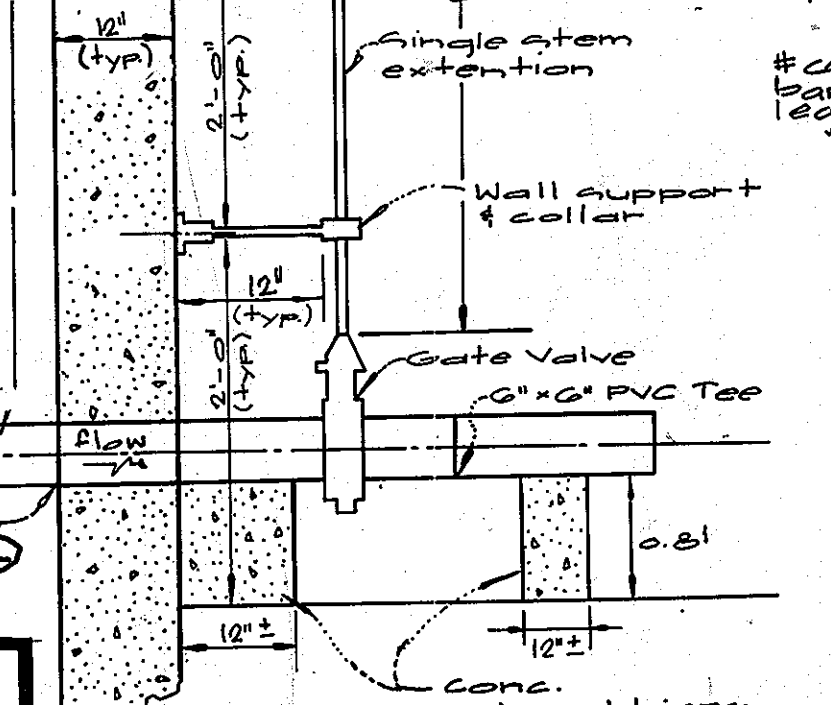 12"
(typ.)
2'-0"
(typ.)
Single stem
extention
Wall support
& collar
12"
(typ.)
2'-0"
(typ.)
Gate Valve
6" x 6" PVC Tee
flow
0.8'
12" ±
12" ±
Conc.